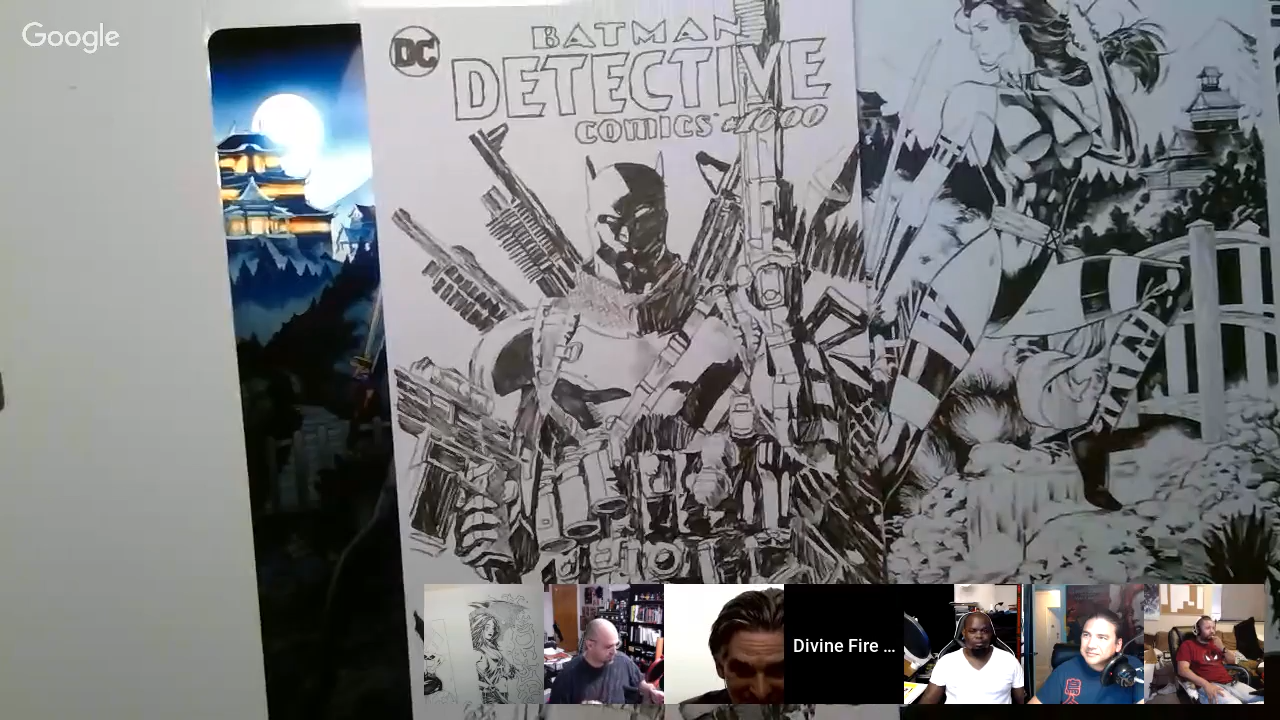 Google
DC
BATMAN
DETECTIVE
COMICS #1000
Divine Fire ...